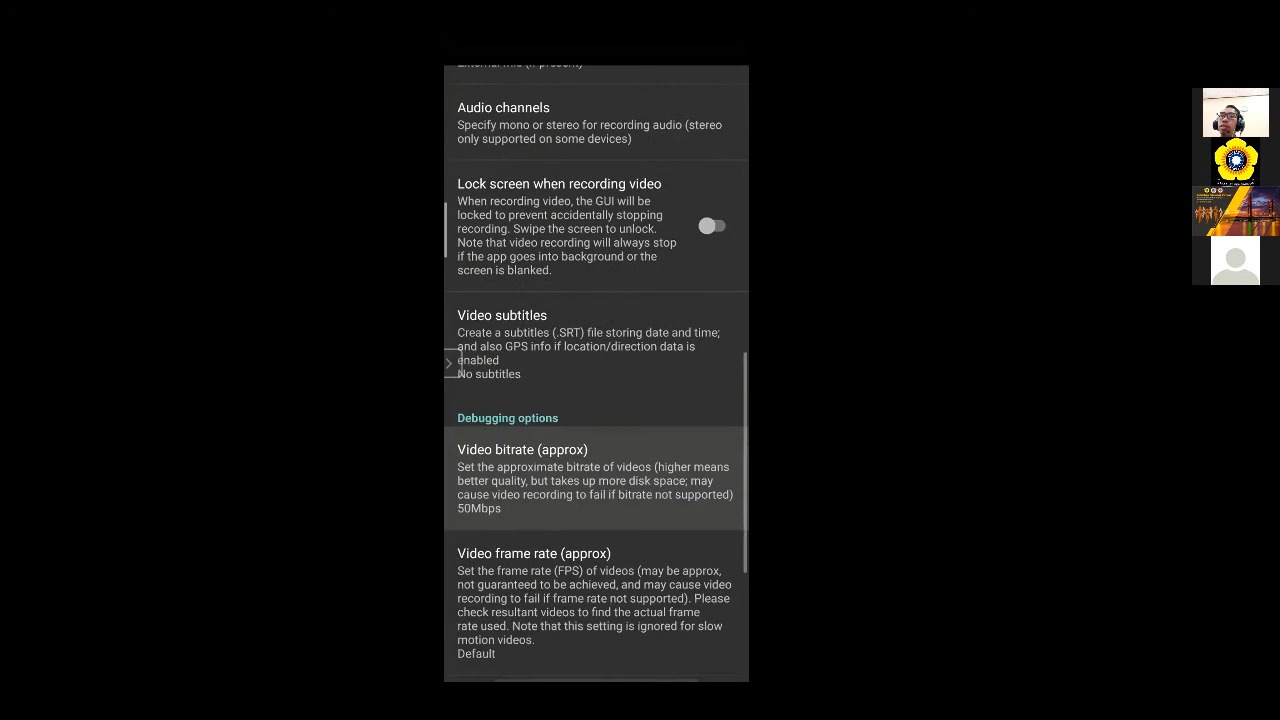 External mic (if present)
Audio channels
Specify mono or stereo for recording audio (stereo
only supported on some devices)
Lock screen when recording video
When recording video, the GUI will be
locked to prevent accidentally stopping
recording. Swipe the screen to unlock.
Note that video recording will always stop
if the app goes into background or the
screen is blanked.
Video subtitles
Create a subtitles (.SRT) file storing date and time;
and also GPS info if location/direction data is
enabled
No subtitles
Debugging options
Video bitrate (approx)
Set the approximate bitrate of videos (higher means
better quality, but takes up more disk space; may
cause video recording to fail if bitrate not supported)
50Mbps
Video frame rate (approx)
Set the frame rate (FPS) of videos (may be approx,
not guaranteed to be achieved, and may cause video
recording to fail if frame rate not supported). Please
check resultant videos to find the actual frame
rate used. Note that this setting is ignored for slow
motion videos.
Default